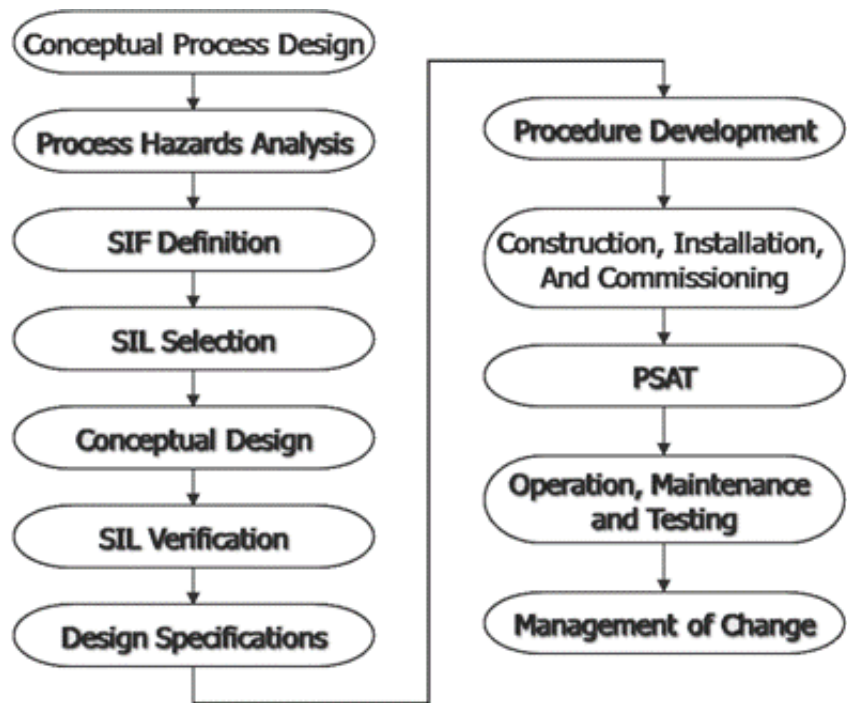 Conceptual Process Design
Process Hazards Analysis
SIF Definition
SIL Selection
Conceptual Design
SIL Verification
Design Specifications
Procedure Development
Construction, Installation,
And Commissioning
PSAT
Operation, Maintenance
and Testing
Management of Change